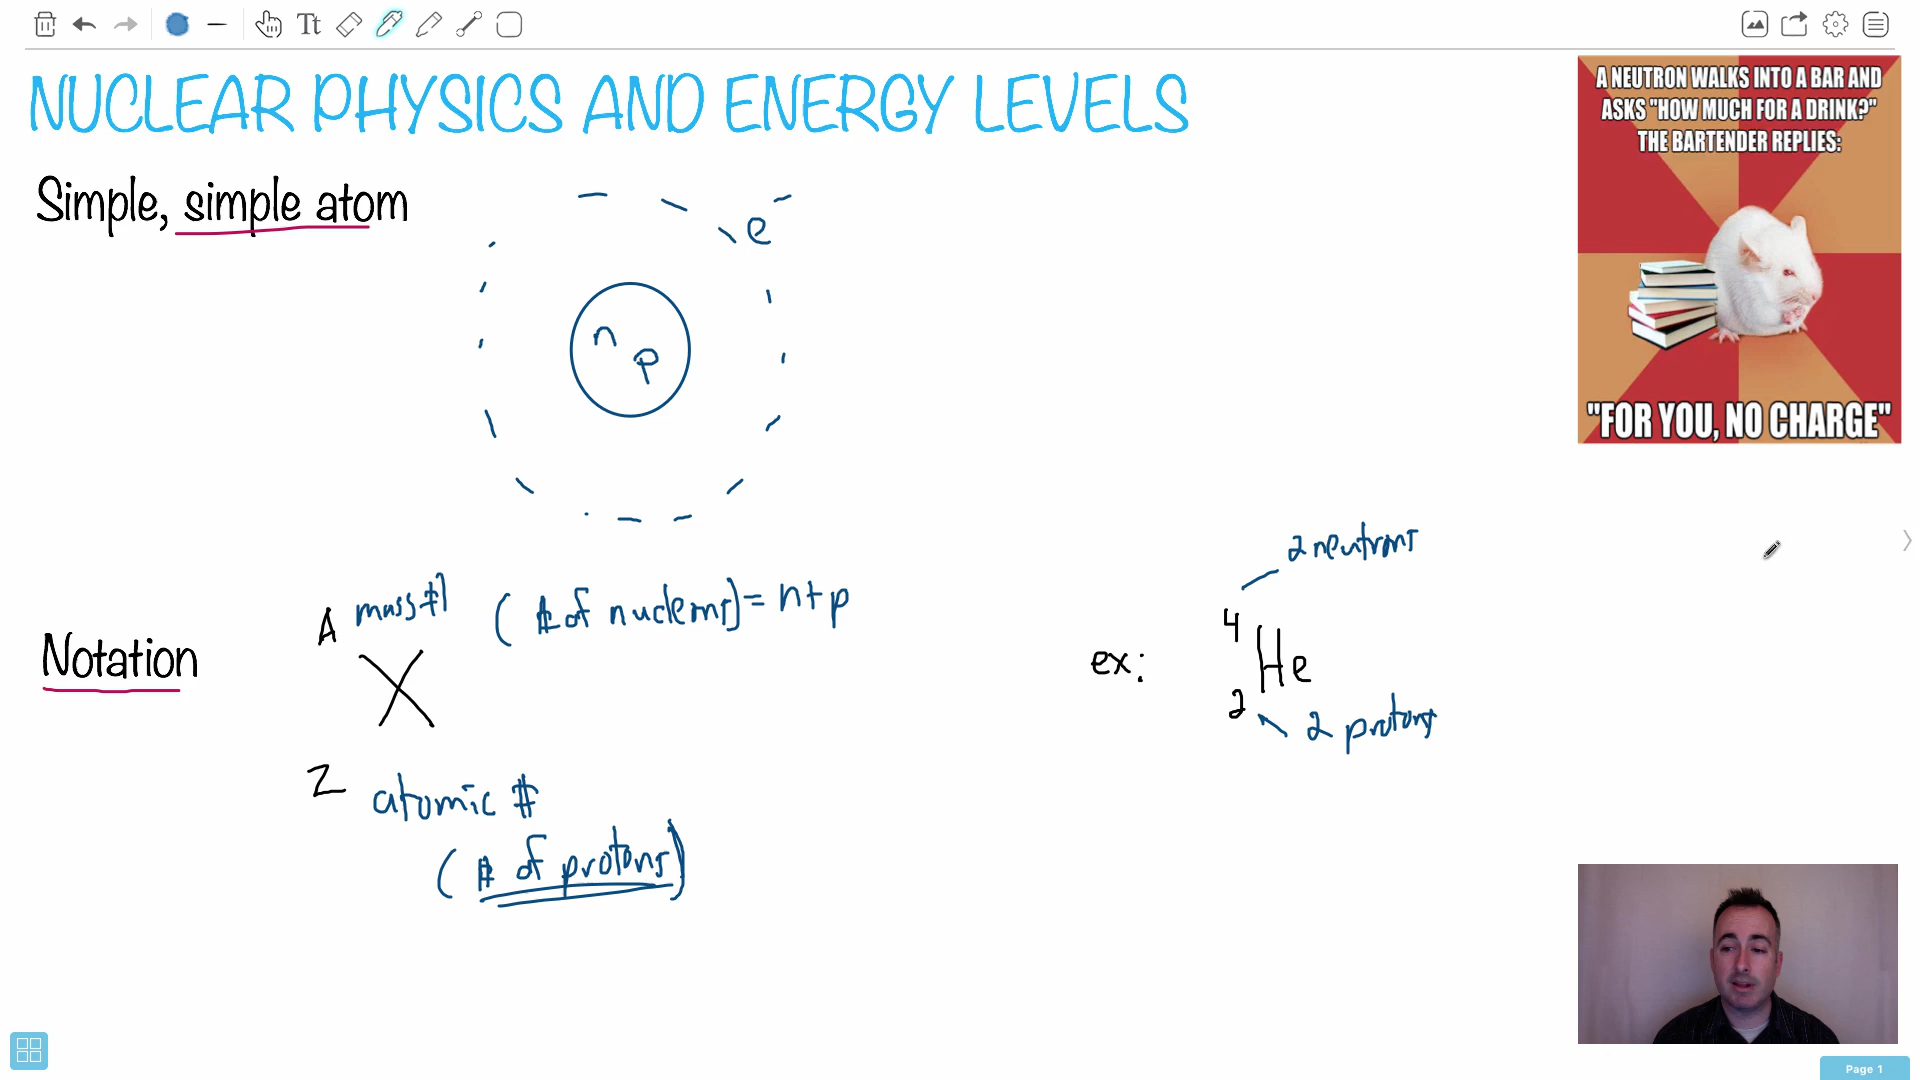 Tt
NUCLEAR PHYSICS AND ENERGY LEVELS
A NEUTRON WALKS INTO A BAR AND
ASKS "HOW MUCH FOR A DRINK?"
THE BARTENDER REPLIES:
"FOR YOU, NO CHARGE"
Simple, simple atom
e
n
p
2 neutrons
A mass # (# of nucleons) = n+p
Notation
X
ex:
4
He
2
2 protons
Z atomic #
(# of protons)
Page 1